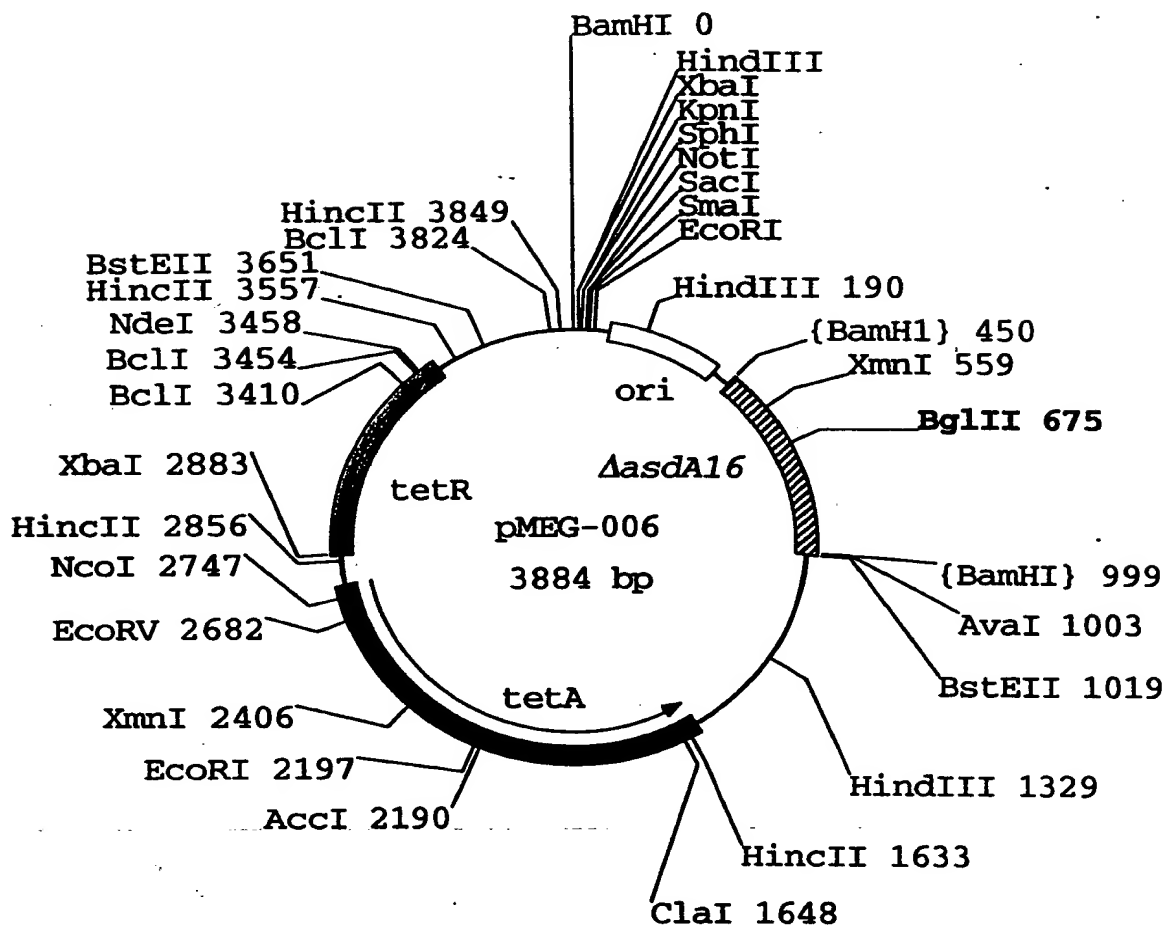 BamHI 0
HindIII
XbaI
KpnI
SphI
NotI
SacI
SmaI
EcoRI
HindIII 190
{BamH1} 450
XmnI 559
BglII 675
{BamHI} 999
AvaI 1003
BstEII 1019
HindIII 1329
HincII 1633
ClaI 1648
AccI 2190
EcoRI 2197
XmnI 2406
EcoRV 2682
NcoI 2747
HincII 2856
XbaI 2883
BclI 3410
BclI 3454
NdeI 3458
HincII 3557
BstEII 3651
BclI 3824
HincII 3849
ori
ΔasdA16
tetR
pMEG-006
3884 bp
tetA